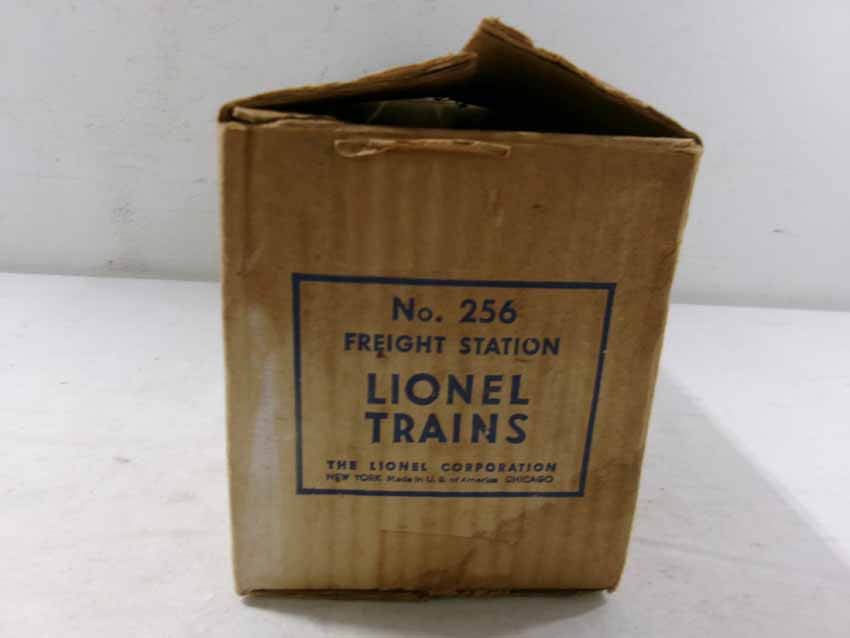 No. 256
FREIGHT STATION
LIONEL
TRAINS
THE LIONEL CORPORATION
NEW YORK Made in U. S. of America CHICAGO